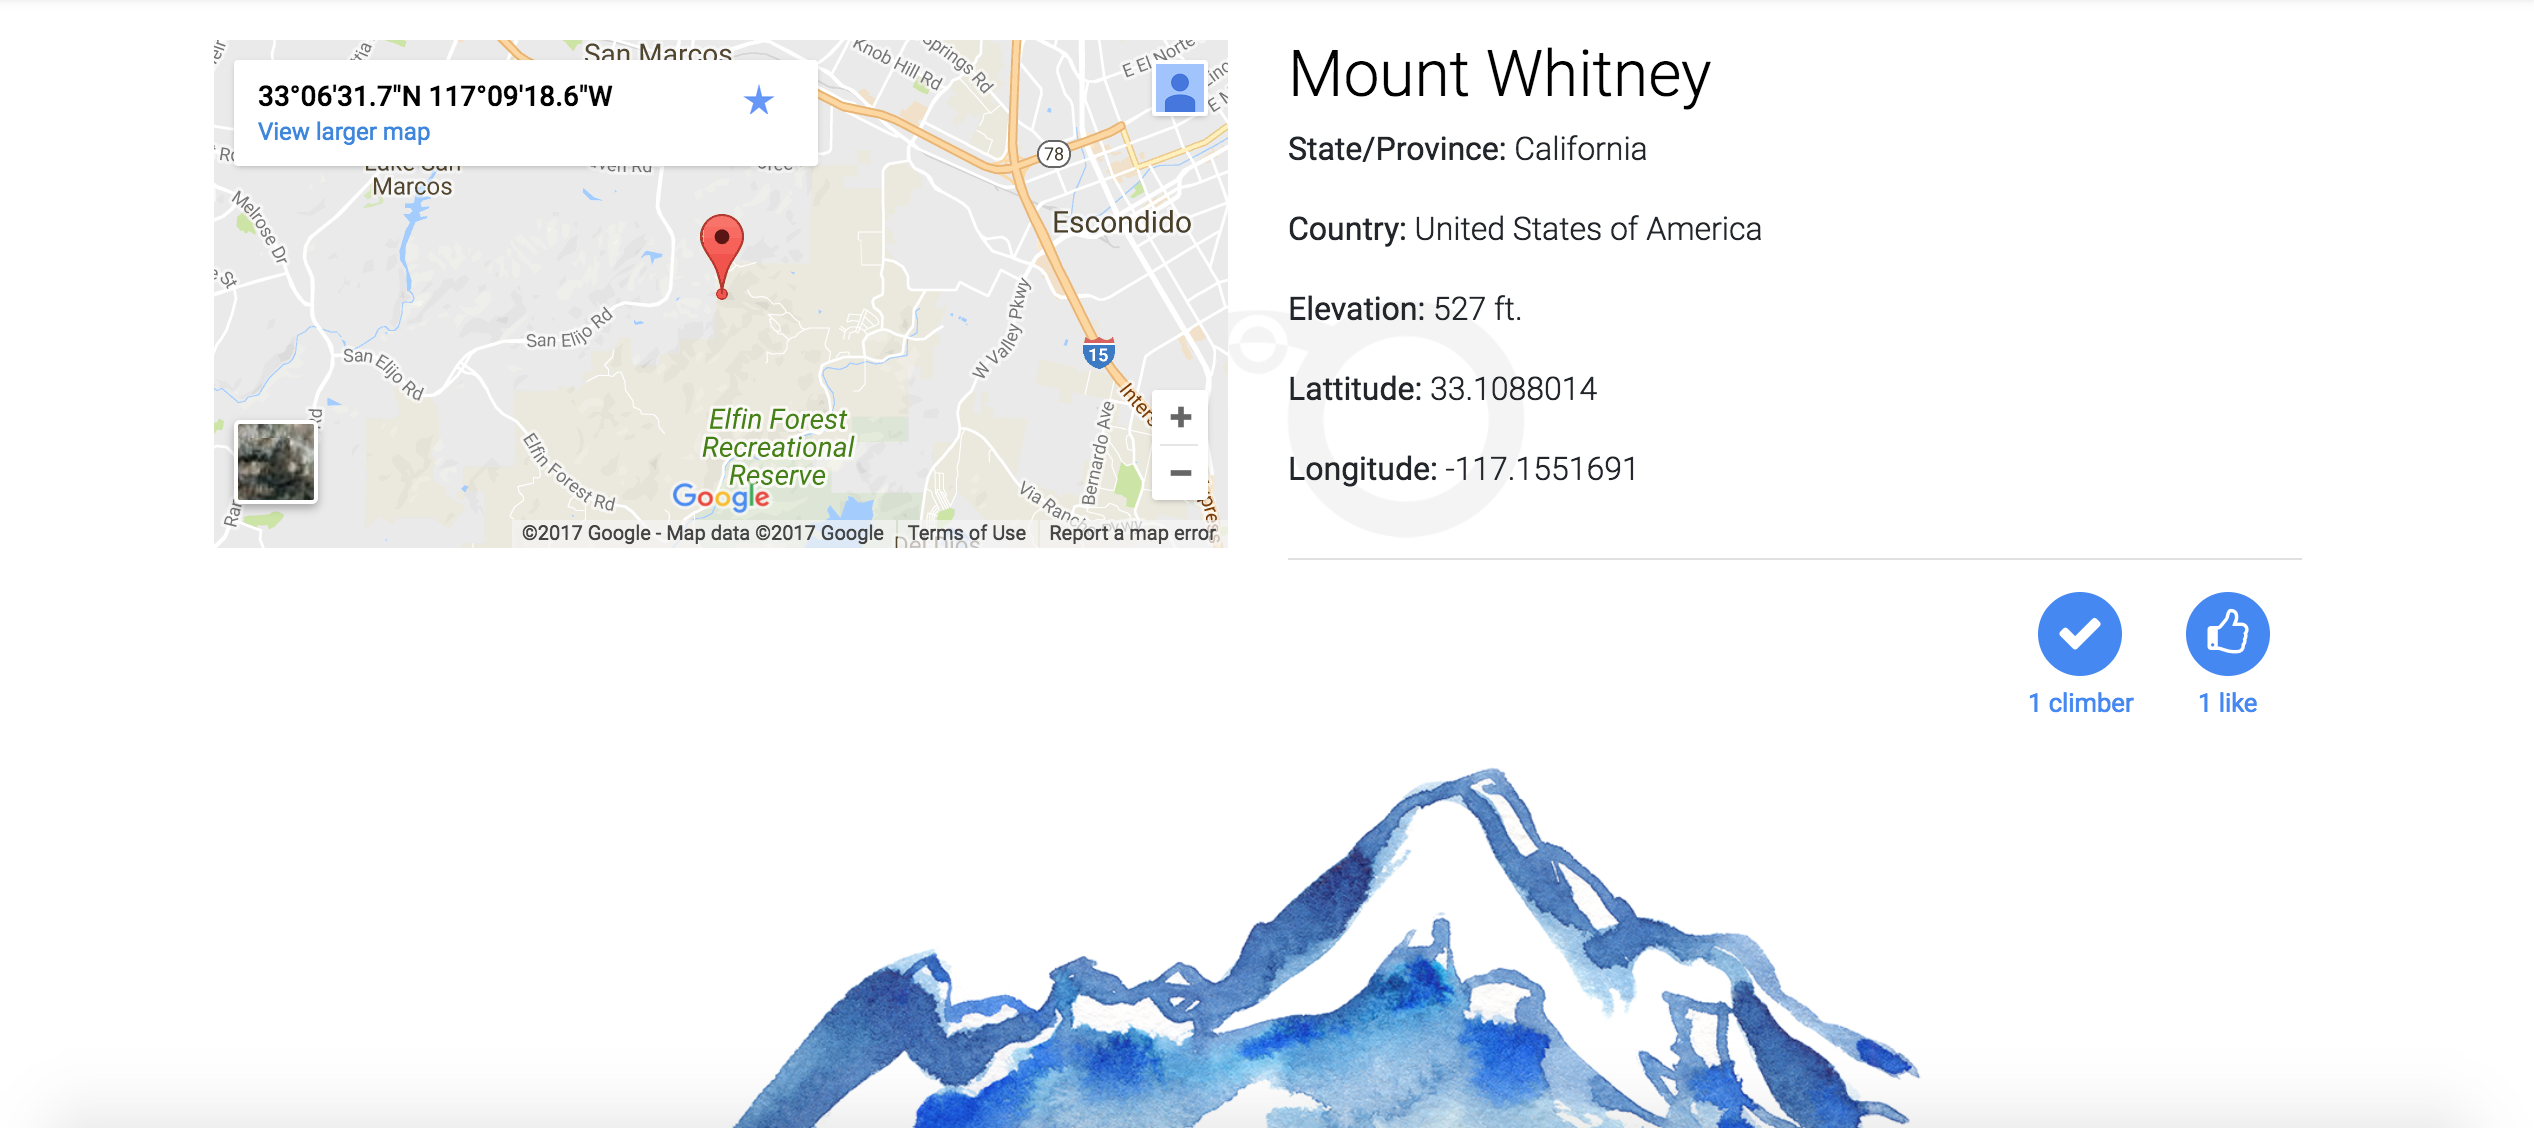 San Marcos
33°06'31.7"N 117°09'18.6"W
View larger map
Knob Hill Rd
Springs Rd
E El Norte
78
Marcos
Melrose Dr
Escondido
San Elijo Rd
San Elijo Rd
W Valley Pkwy
15
Elfin Forest
Recreational
Reserve
Elfin Forest Rd
Bernardo Ave
Google
©2017 Google - Map data ©2017 Google
Terms of Use
Report a map error
Mount Whitney
State/Province: California
Country: United States of America
Elevation: 527 ft.
Lattitude: 33.1088014
Longitude: -117.1551691
1 climber
1 like